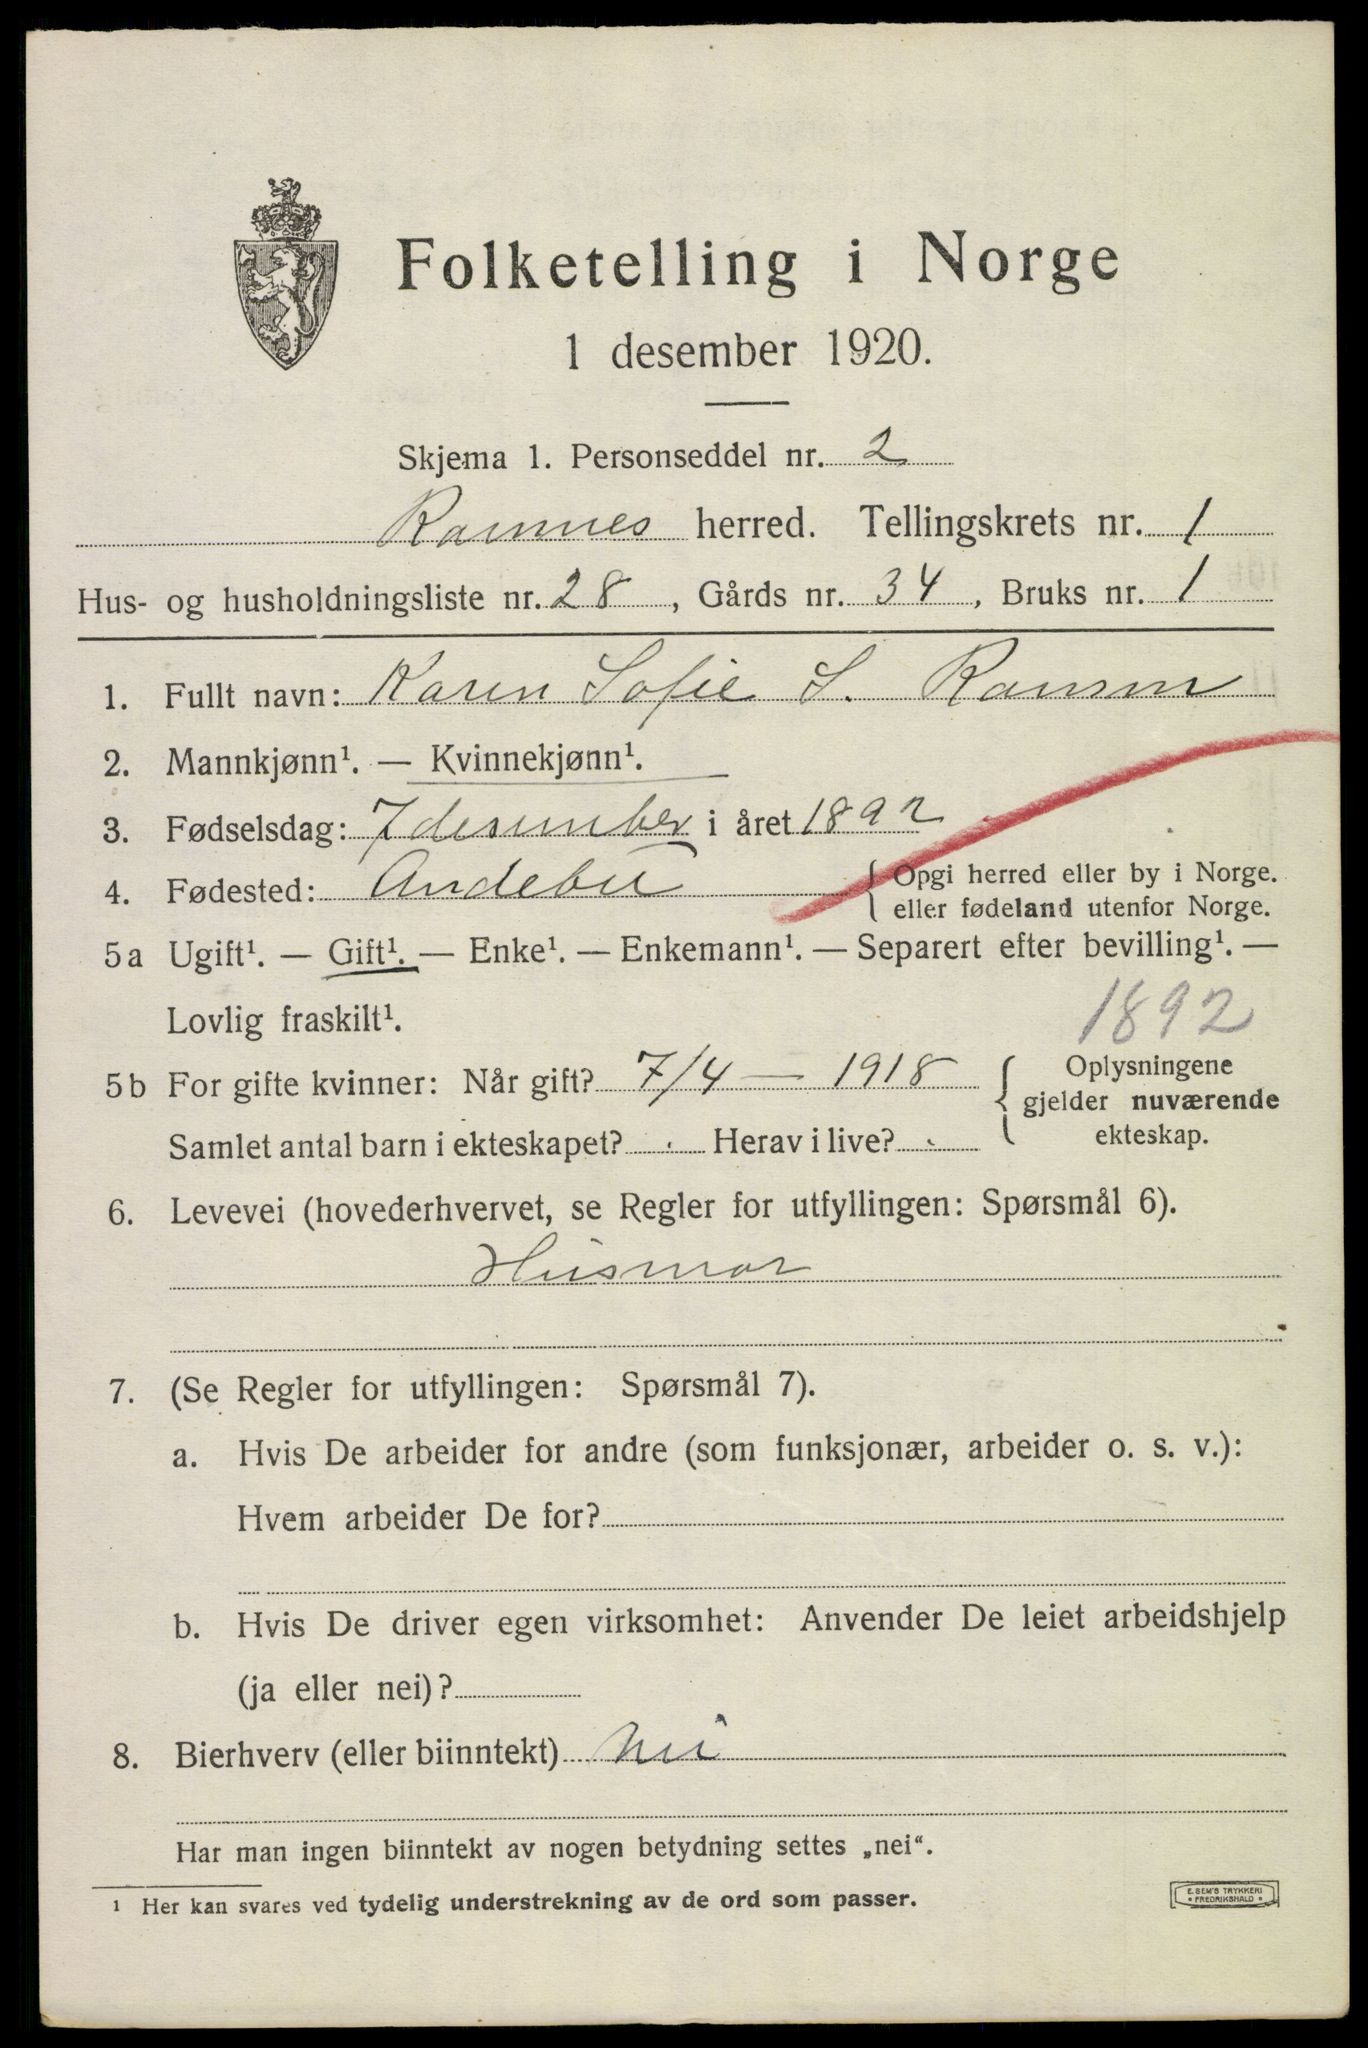 Folketelling i Norge
1 desember 1920.
Skjema 1. Personseddel nr. 2
Ramnes herred. Tellingskrets nr. 1
Hus- og husholdningsliste nr. 28, Gårds nr. 34, Bruks nr. 1
1. Fullt navn: Karen Sofie S.
2. Mannkjønn¹. — Kvinnekjønn¹.
3. Fødselsdag: 7 desember i året 1892
4. Fødested: Andebu { Opgi herred eller by i Norge.
eller fødeland utenfor Norge.
5a Ugift¹. — Gift¹. — Enke¹. — Enkemann¹. — Separert efter bevilling¹. —
Lovlig fraskilt¹. 1892
5b For gifte kvinner: Når gift? 7/4 — 1918 { Oplysningene
gjelder nuværende
Samlet antal barn i ekteskapet? . Herav i live? . ekteskap.
6. Levevei (hovederhvervet, se Regler for utfyllingen: Spørsmål 6).
Husmor
7. (Se Regler for utfyllingen: Spørsmål 7).
a. Hvis De arbeider for andre (som funksjonær, arbeider o. s. v.):
Hvem arbeider De for?
b. Hvis De driver egen virksomhet: Anvender De leiet arbeidshjelp
(ja eller nei)?
8. Bierhverv (eller biinntekt) Nei
Har man ingen biinntekt av nogen betydning settes „nei“.
¹ Her kan svares ved tydelig understrekning av de ord som passer.
E. SEM'S TRYKKERI
• FREDRIKSHALD •